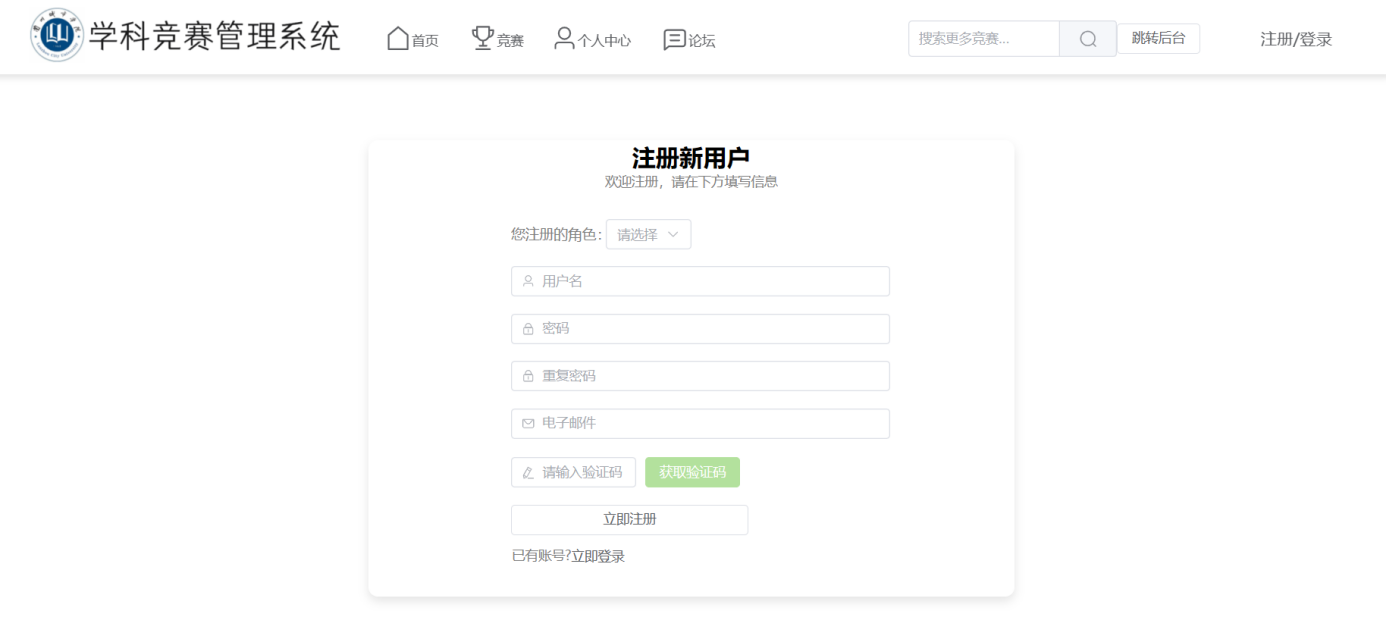 学科竞赛管理系统 首页 竞赛 个人中心 论坛 搜索更多竞赛... 跳转后台 注册/登录
注册新用户
欢迎注册，请在下方填写信息
您注册的角色: 请选择
用户名
密码
重复密码
电子邮件
请输入验证码 获取验证码
立即注册
已有账号?立即登录